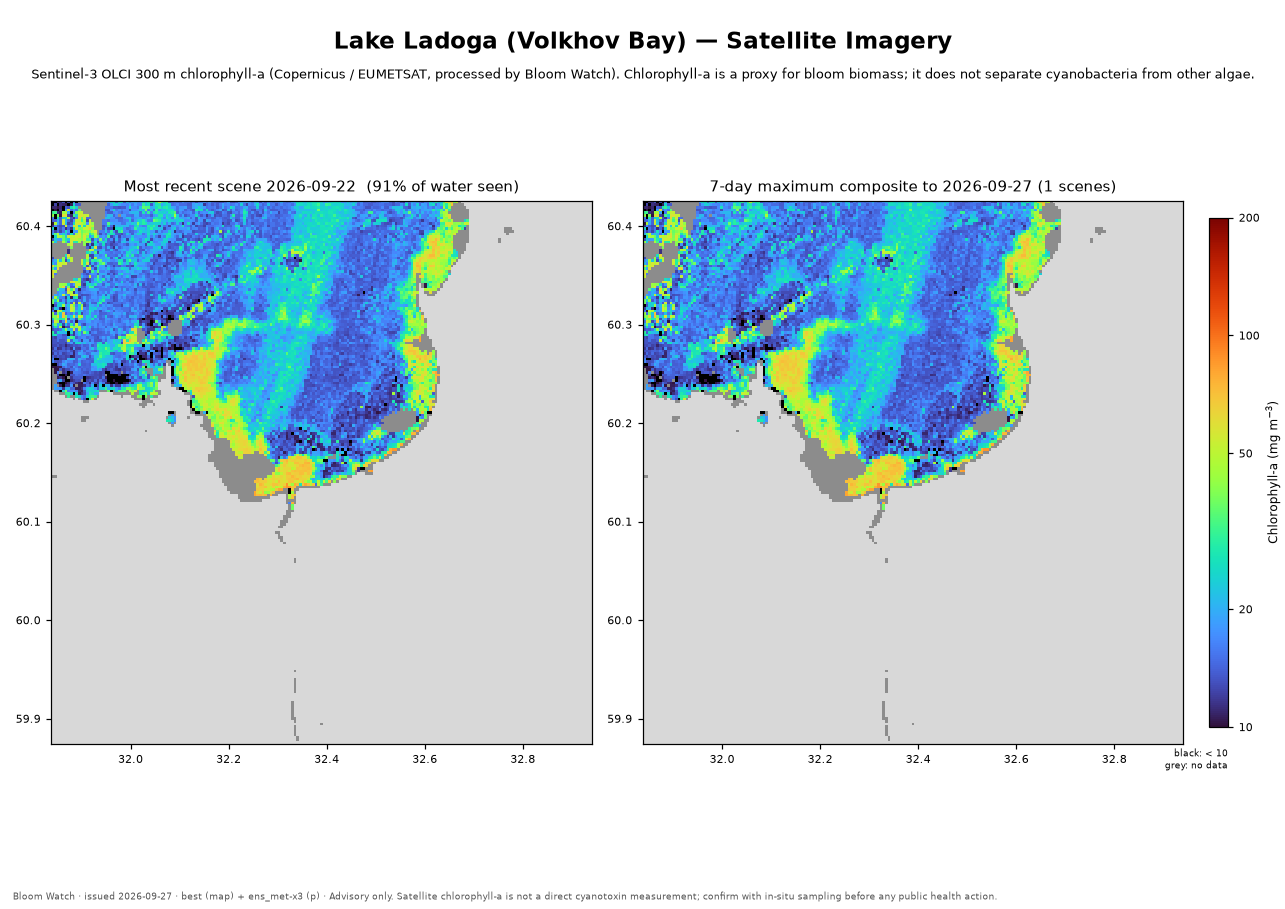 Lake Ladoga (Volkhov Bay) — Satellite Imagery
Sentinel-3 OLCI 300 m chlorophyll-a (Copernicus / EUMETSAT, processed by Bloom Watch). Chlorophyll-a is a proxy for bloom biomass; it does not separate cyanobacteria from other algae.
Most recent scene 2026-09-22 (91% of water seen)
7-day maximum composite to 2026-09-27 (1 scenes)
60.4
60.3
60.2
60.1
60.0
59.9
32.0 32.2 32.4 32.6 32.8
60.4
60.3
60.2
60.1
60.0
59.9
32.0 32.2 32.4 32.6 32.8
200
100
50
20
10
Chlorophyll-a (mg m⁻³)
black: < 10
grey: no data
Bloom Watch · issued 2026-09-27 · best (map) + ens_met-x3 (p) · Advisory only. Satellite chlorophyll-a is not a direct cyanotoxin measurement; confirm with in-situ sampling before any public health action.